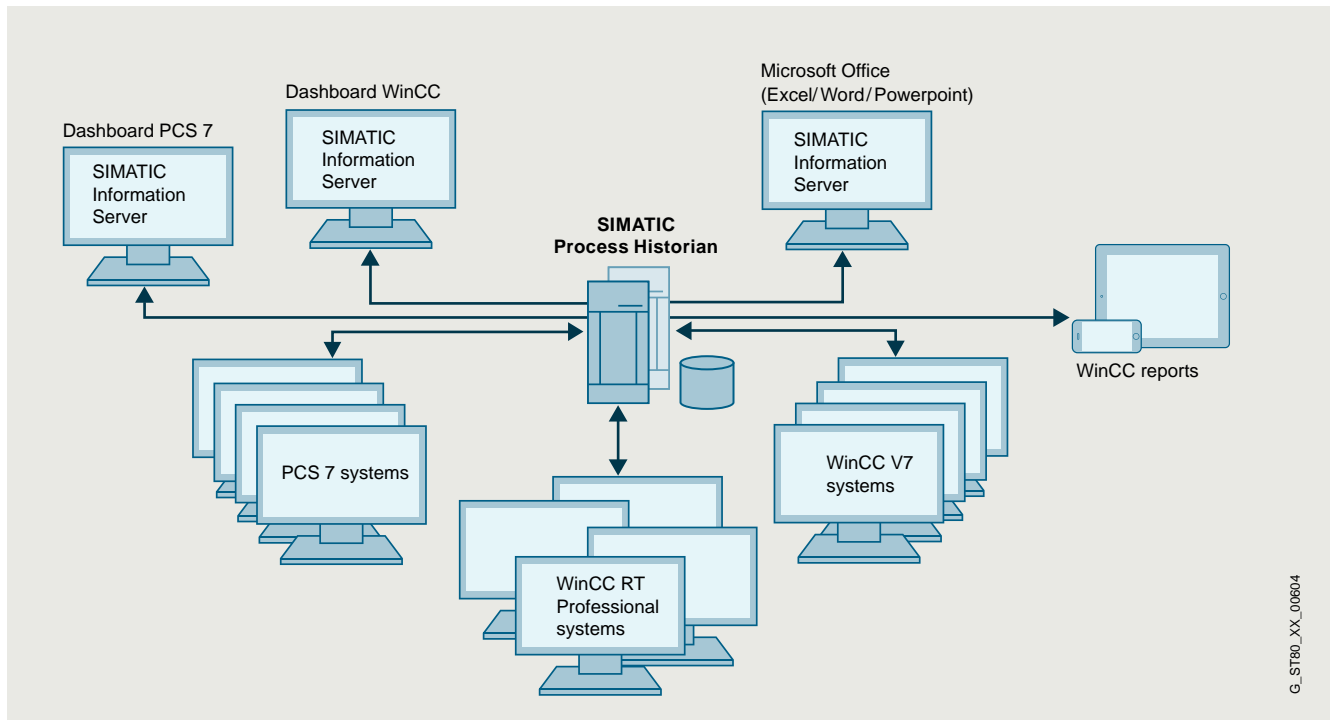 Dashboard PCS 7
SIMATIC
Information
Server
Dashboard WinCC
SIMATIC
Information
Server
Microsoft Office
(Excel/Word/Powerpoint)
SIMATIC
Information
Server
SIMATIC
Process Historian
WinCC reports
PCS 7 systems
WinCC RT
Professional
systems
WinCC V7
systems
G_ST80_XX_00604